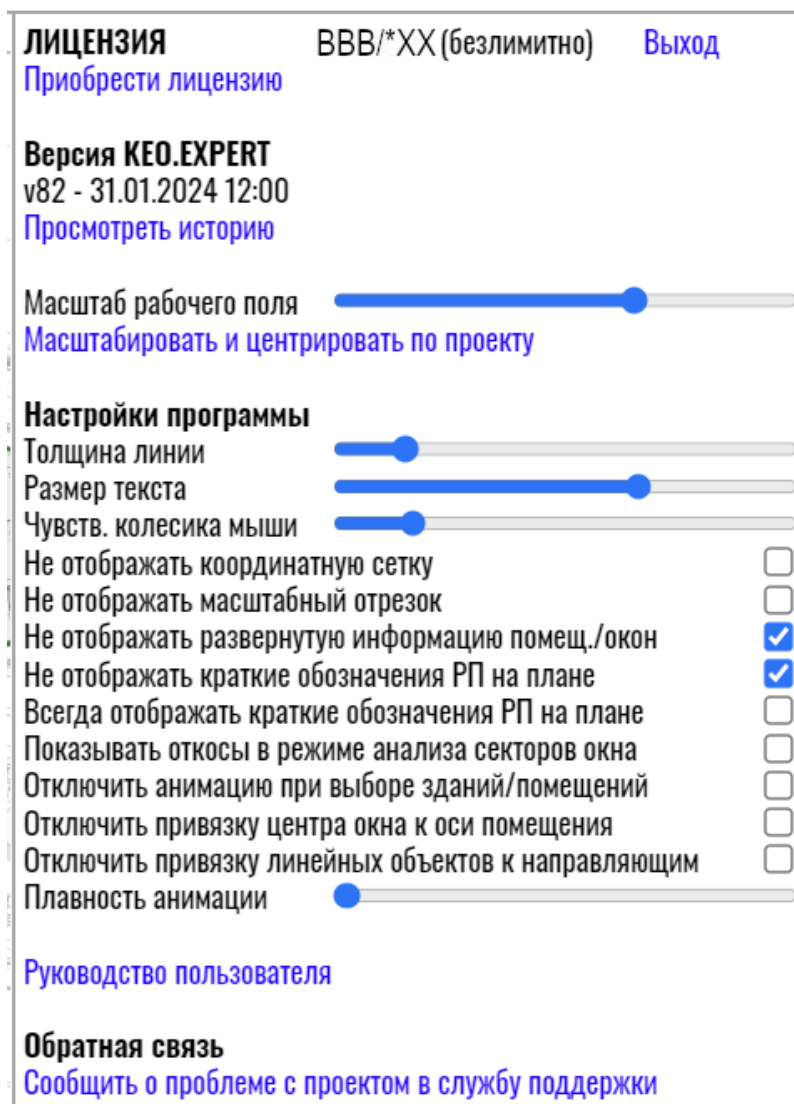 ЛИЦЕНЗИЯ BBB/*XX (безлимитно) Выход
Приобрести лицензию
Версия KEO.EXPERT
v82 - 31.01.2024 12:00
Просмотреть историю
Масштаб рабочего поля
Масштабировать и центрировать по проекту
Настройки программы
Толщина линии
Размер текста
Чувств. колесика мыши
Не отображать координатную сетку
Не отображать масштабный отрезок
Не отображать развернутую информацию помещ./окон
Не отображать краткие обозначения РП на плане
Всегда отображать краткие обозначения РП на плане
Показывать откосы в режиме анализа секторов окна
Отключить анимацию при выборе зданий/помещений
Отключить привязку центра окна к оси помещения
Отключить привязку линейных объектов к направляющим
Плавность анимации
Руководство пользователя
Обратная связь
Сообщить о проблеме с проектом в службу поддержки